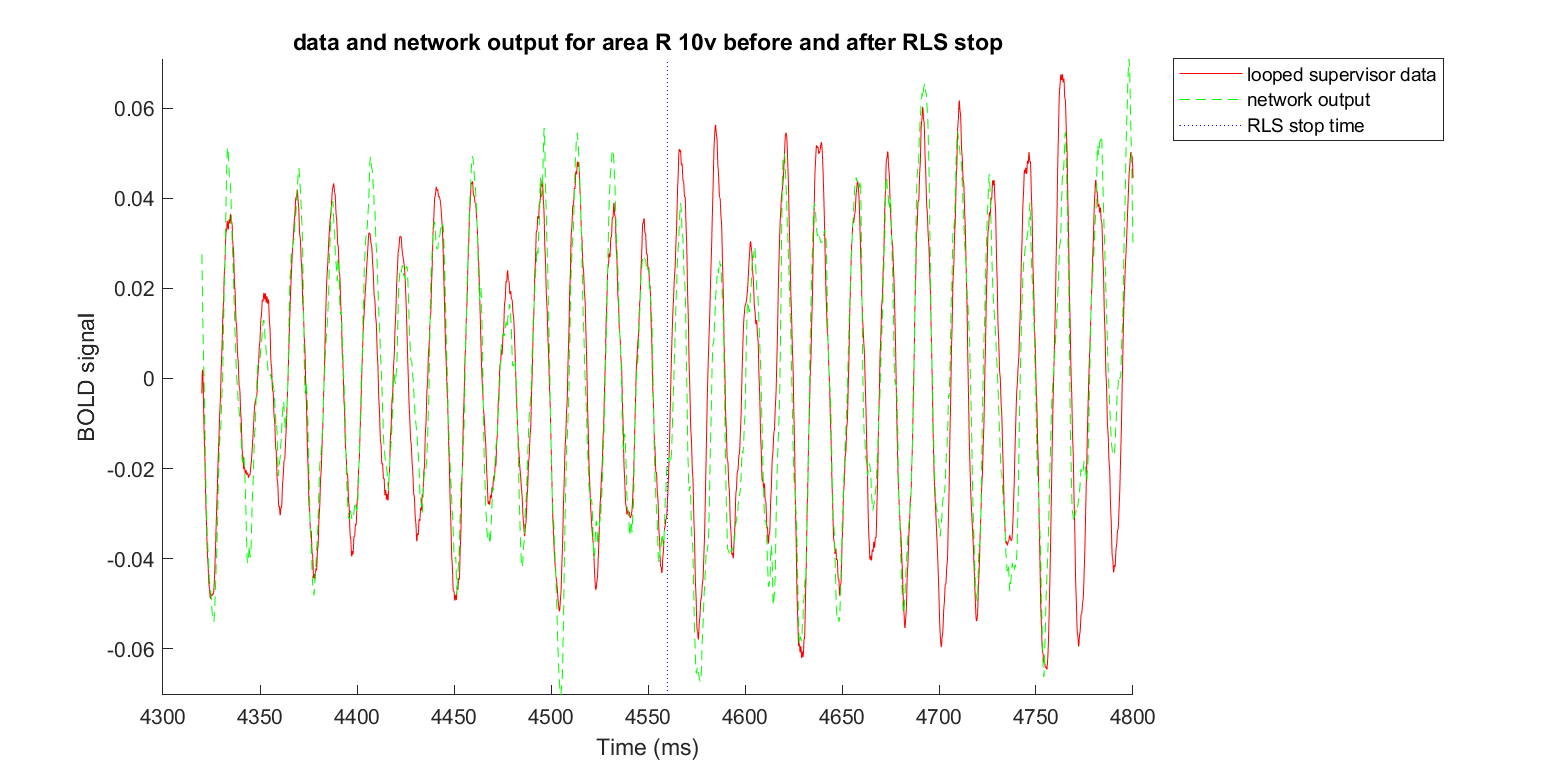 data and network output for area R 10v before and after RLS stop
looped supervisor data
network output
RLS stop time
BOLD signal
0.06
0.04
0.02
0
-0.02
-0.04
-0.06
4300 4350 4400 4450 4500 4550 4600 4650 4700 4750 4800
Time (ms)